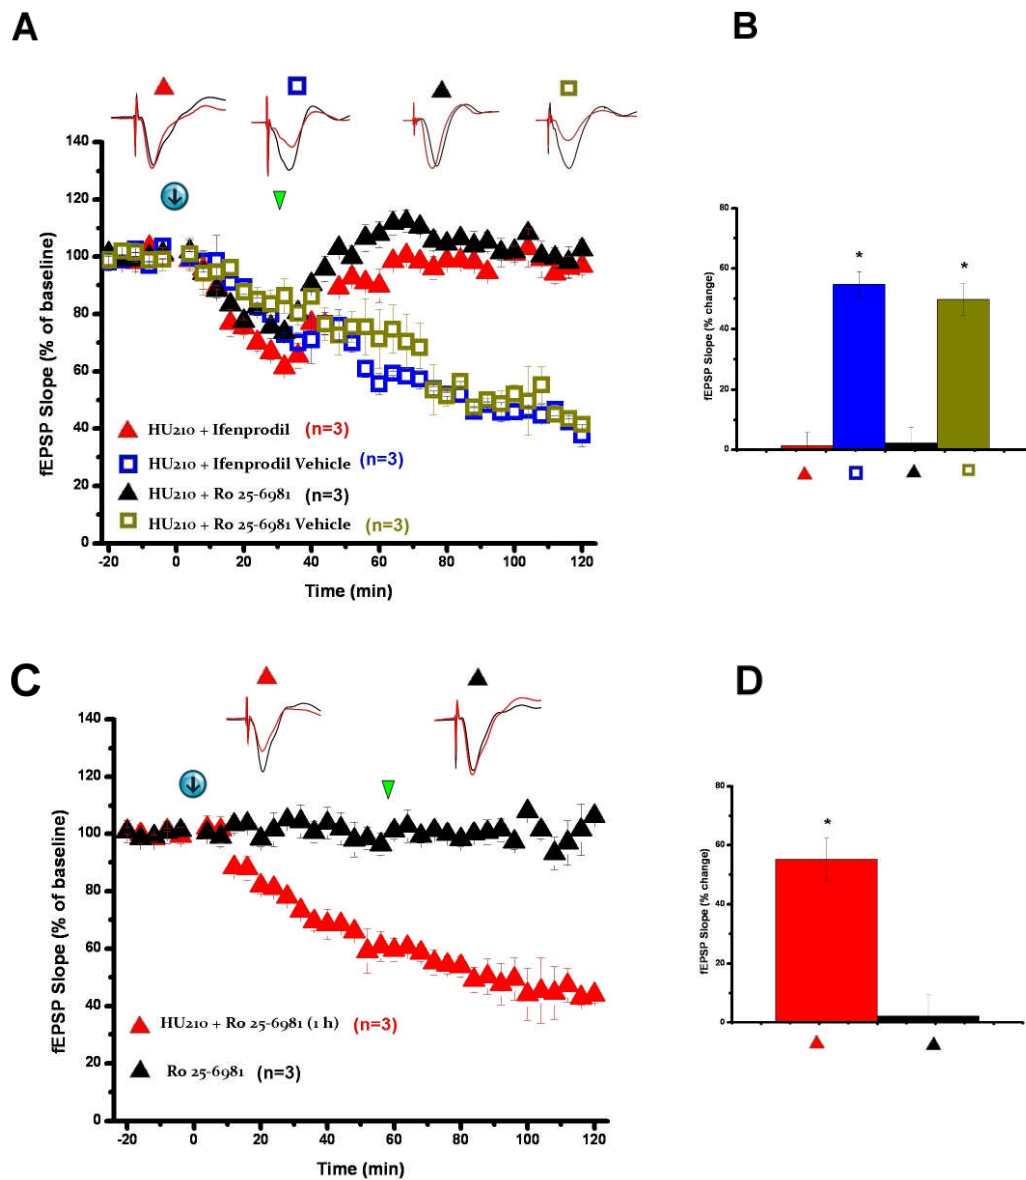 A
B
140
120
100
80
60
40
20
0
fEPSP Slope (% of baseline)
HU210 + Ifenprodil (n=3)
HU210 + Ifenprodil Vehicle (n=3)
HU210 + Ro 25-6981 (n=3)
HU210 + Ro 25-6981 Vehicle (n=3)
-20 0 20 40 60 80 100 120
Time (min)
80
60
40
20
0
fEPSP Slope (% change)
* *
C
D
140
120
100
80
60
40
20
0
fEPSP Slope (% of baseline)
HU210 + Ro 25-6981 (1 h) (n=3)
Ro 25-6981 (n=3)
-20 0 20 40 60 80 100 120
Time (min)
80
60
40
20
0
fEPSP Slope (% change)
*